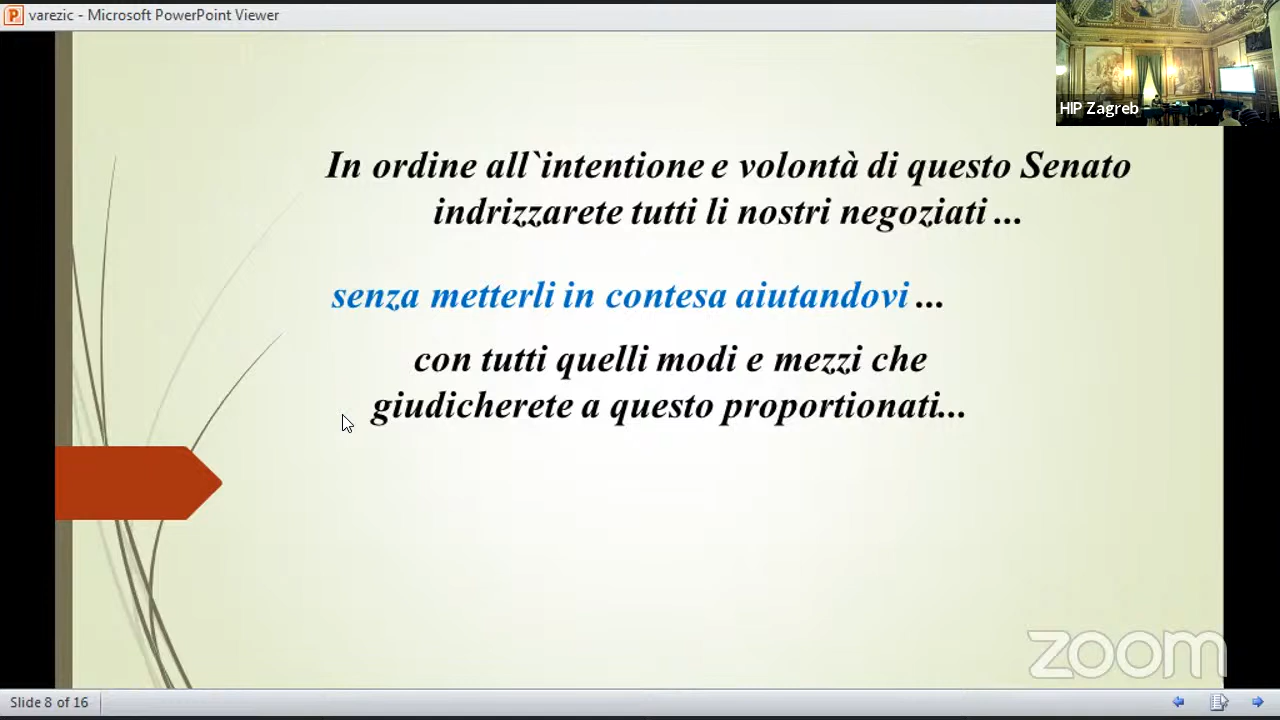 varezic - Microsoft PowerPoint Viewer
HIP Zagreb
In ordine all`intentione e volontà di questo Senato
indrizzarete tutti li nostri negoziati ...
senza metterli in contesa aiutandovi ...
con tutti quelli modi e mezzi che
giudicherete a questo proportionati...
zoom
Slide 8 of 16